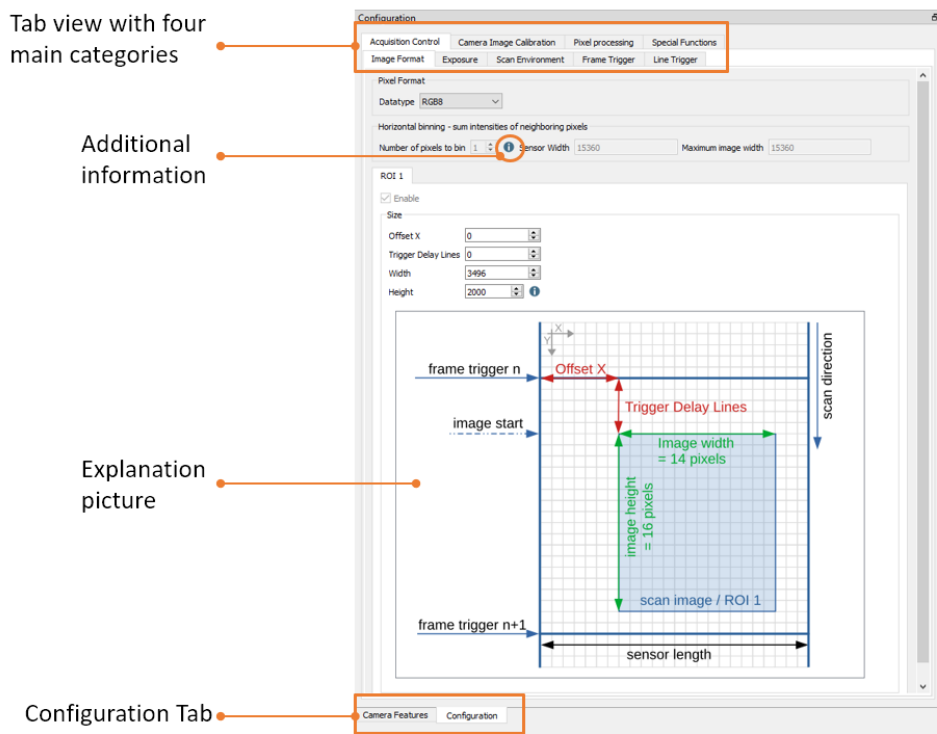 Tab view with four
main categories
Configuration
Acquisition Control Camera Image Calibration Pixel processing Special Functions
Image Format Exposure Scan Environment Frame Trigger Line Trigger
Pixel Format
Datatype RGB8
Horizontal binning - sum intensities of neighboring pixels
Additional
information
Number of pixels to bin 1 Sensor Width 15360 Maximum image width 15360
ROI 1
Enable
Size
Offset X 0
Trigger Delay Lines 0
Width 3496
Height 2000
X
Y
frame trigger n
Offset X
scan direction
Trigger Delay Lines
image start
Image width
= 14 pixels
Explanation
picture
image height
= 16 pixels
scan image / ROI 1
frame trigger n+1
sensor length
Configuration Tab
Camera Features Configuration